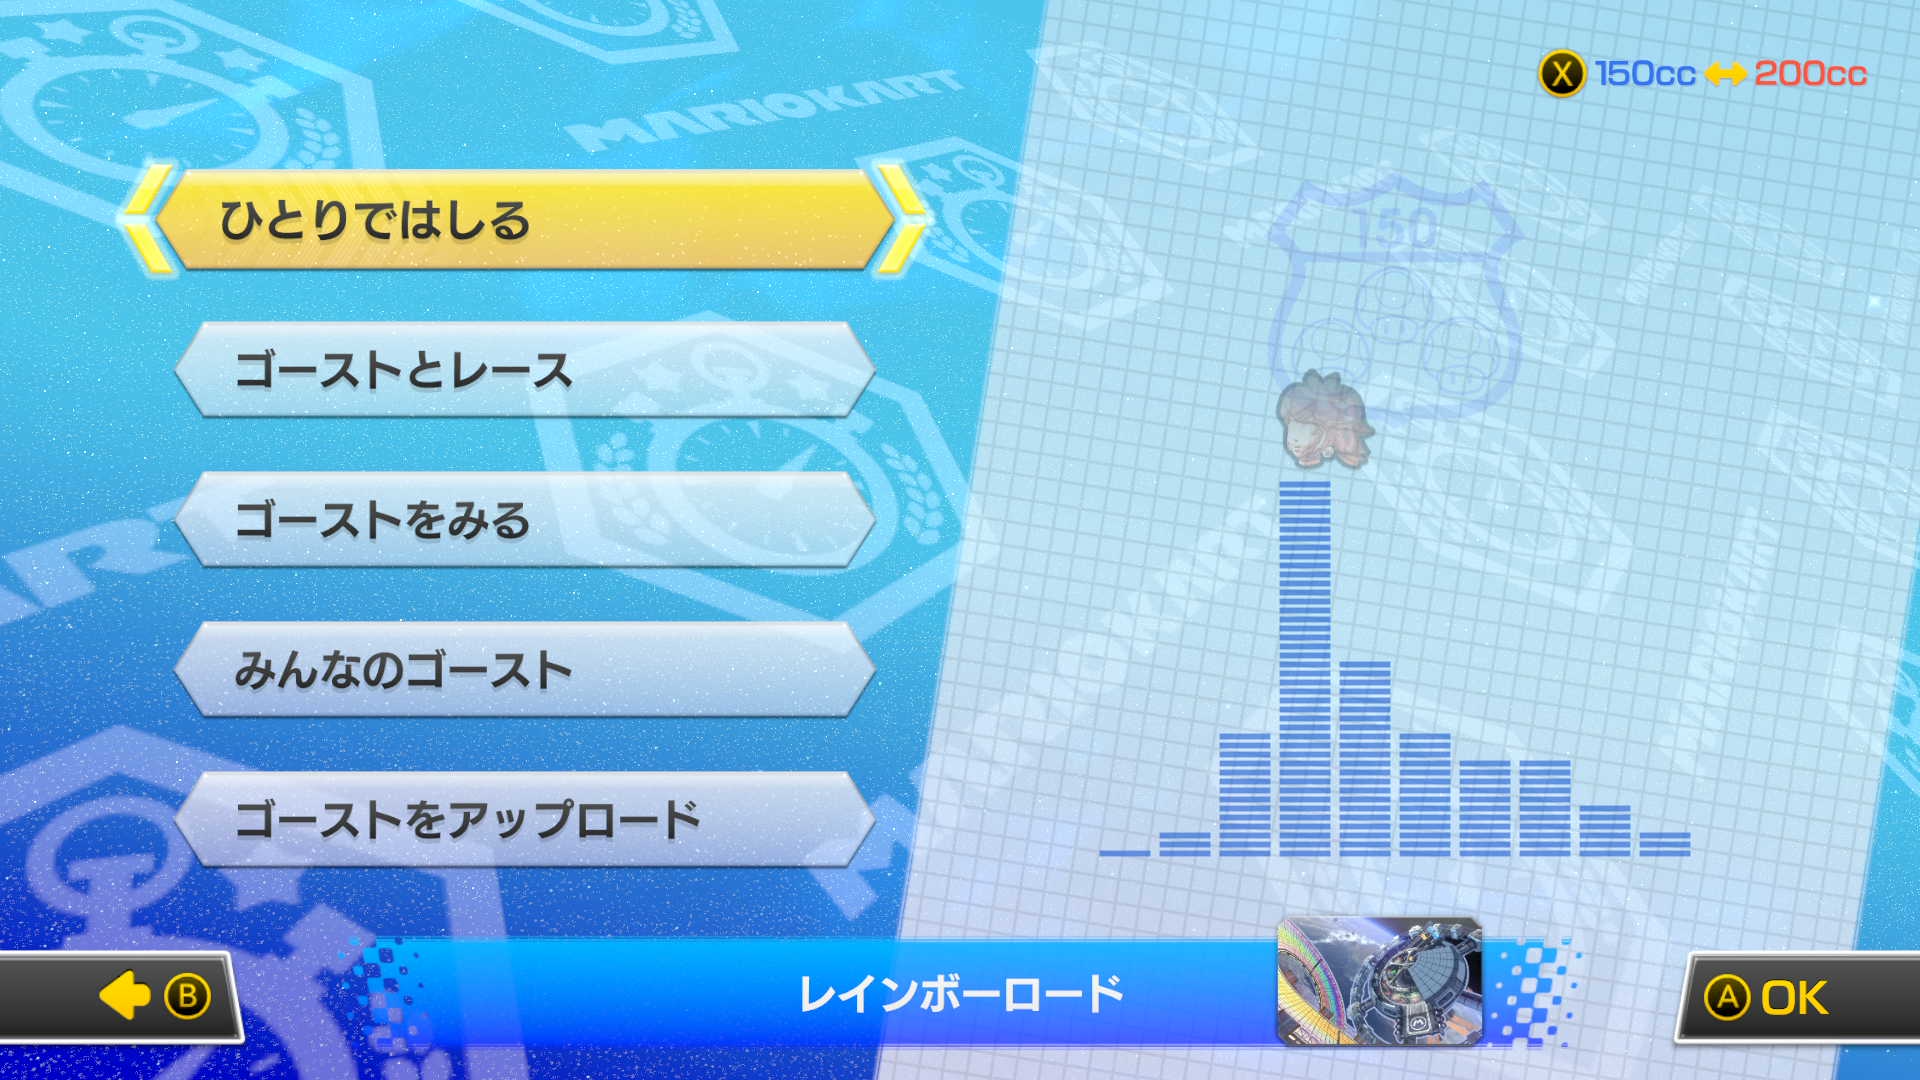 MARIOKART
X 150cc ↔ 200cc
150
ひとりではしる
ゴーストとレース
ゴーストをみる
みんなのゴースト
ゴーストをアップロード
レインボーロード
B
A OK